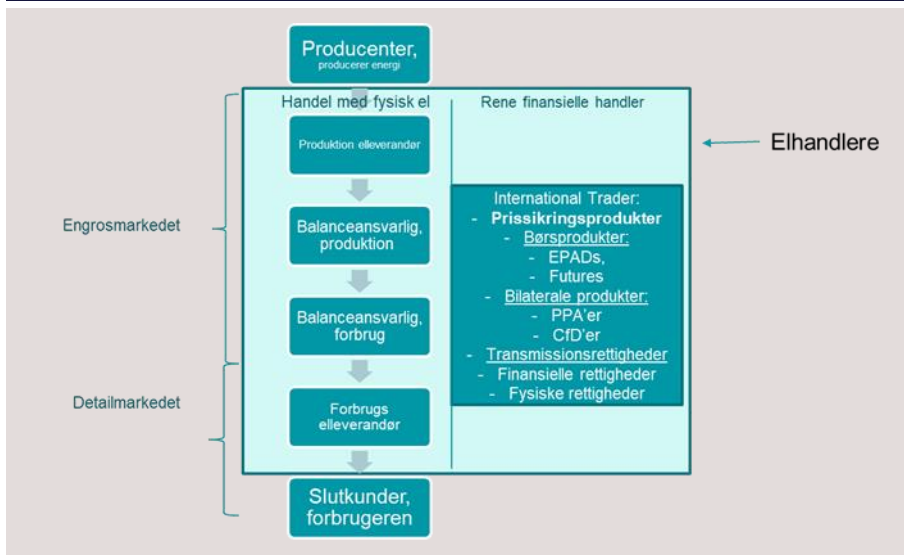 Producenter,
producerer energi
Handel med fysisk el
Rene finansielle handler
Produktion elleverandør
Elhandlere
Engrosmarkedet
Balanceansvarlig,
produktion
Balanceansvarlig,
forbrug
International Trader:
- Prissikringsprodukter
- Børsprodukter:
- EPADs,
- Futures
- Bilaterale produkter:
- PPA'er
- CfD'er
- Transmissionsrettigheder
- Finansielle rettigheder
- Fysiske rettigheder
Detailmarkedet
Forbrugs
elleverandør
Slutkunder,
forbrugeren